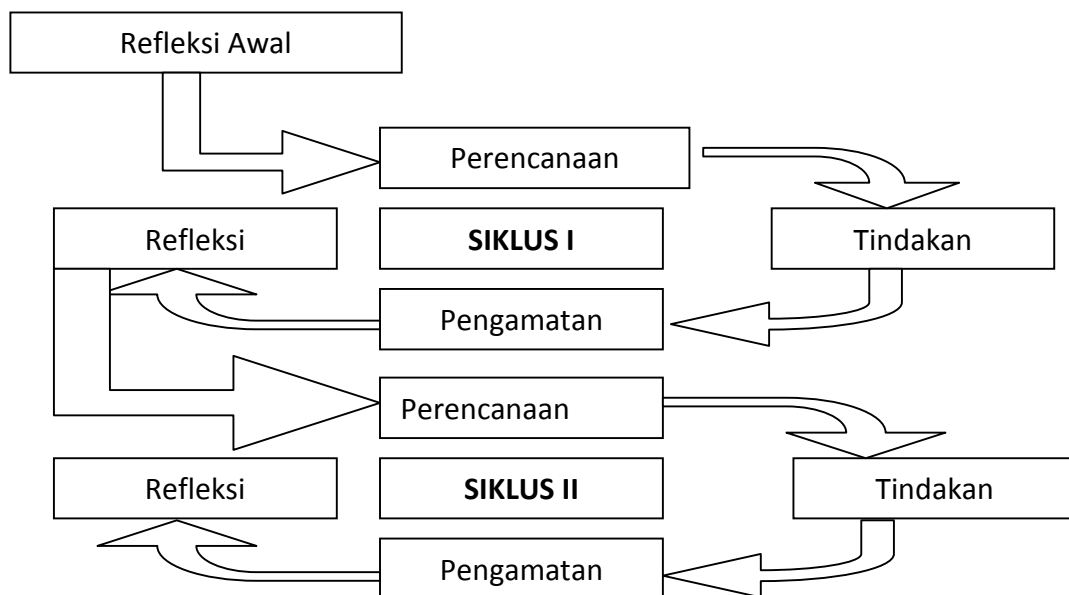 Refleksi Awal
Perencanaan
Refleksi
SIKLUS I
Tindakan
Pengamatan
Perencanaan
Refleksi
SIKLUS II
Tindakan
Pengamatan